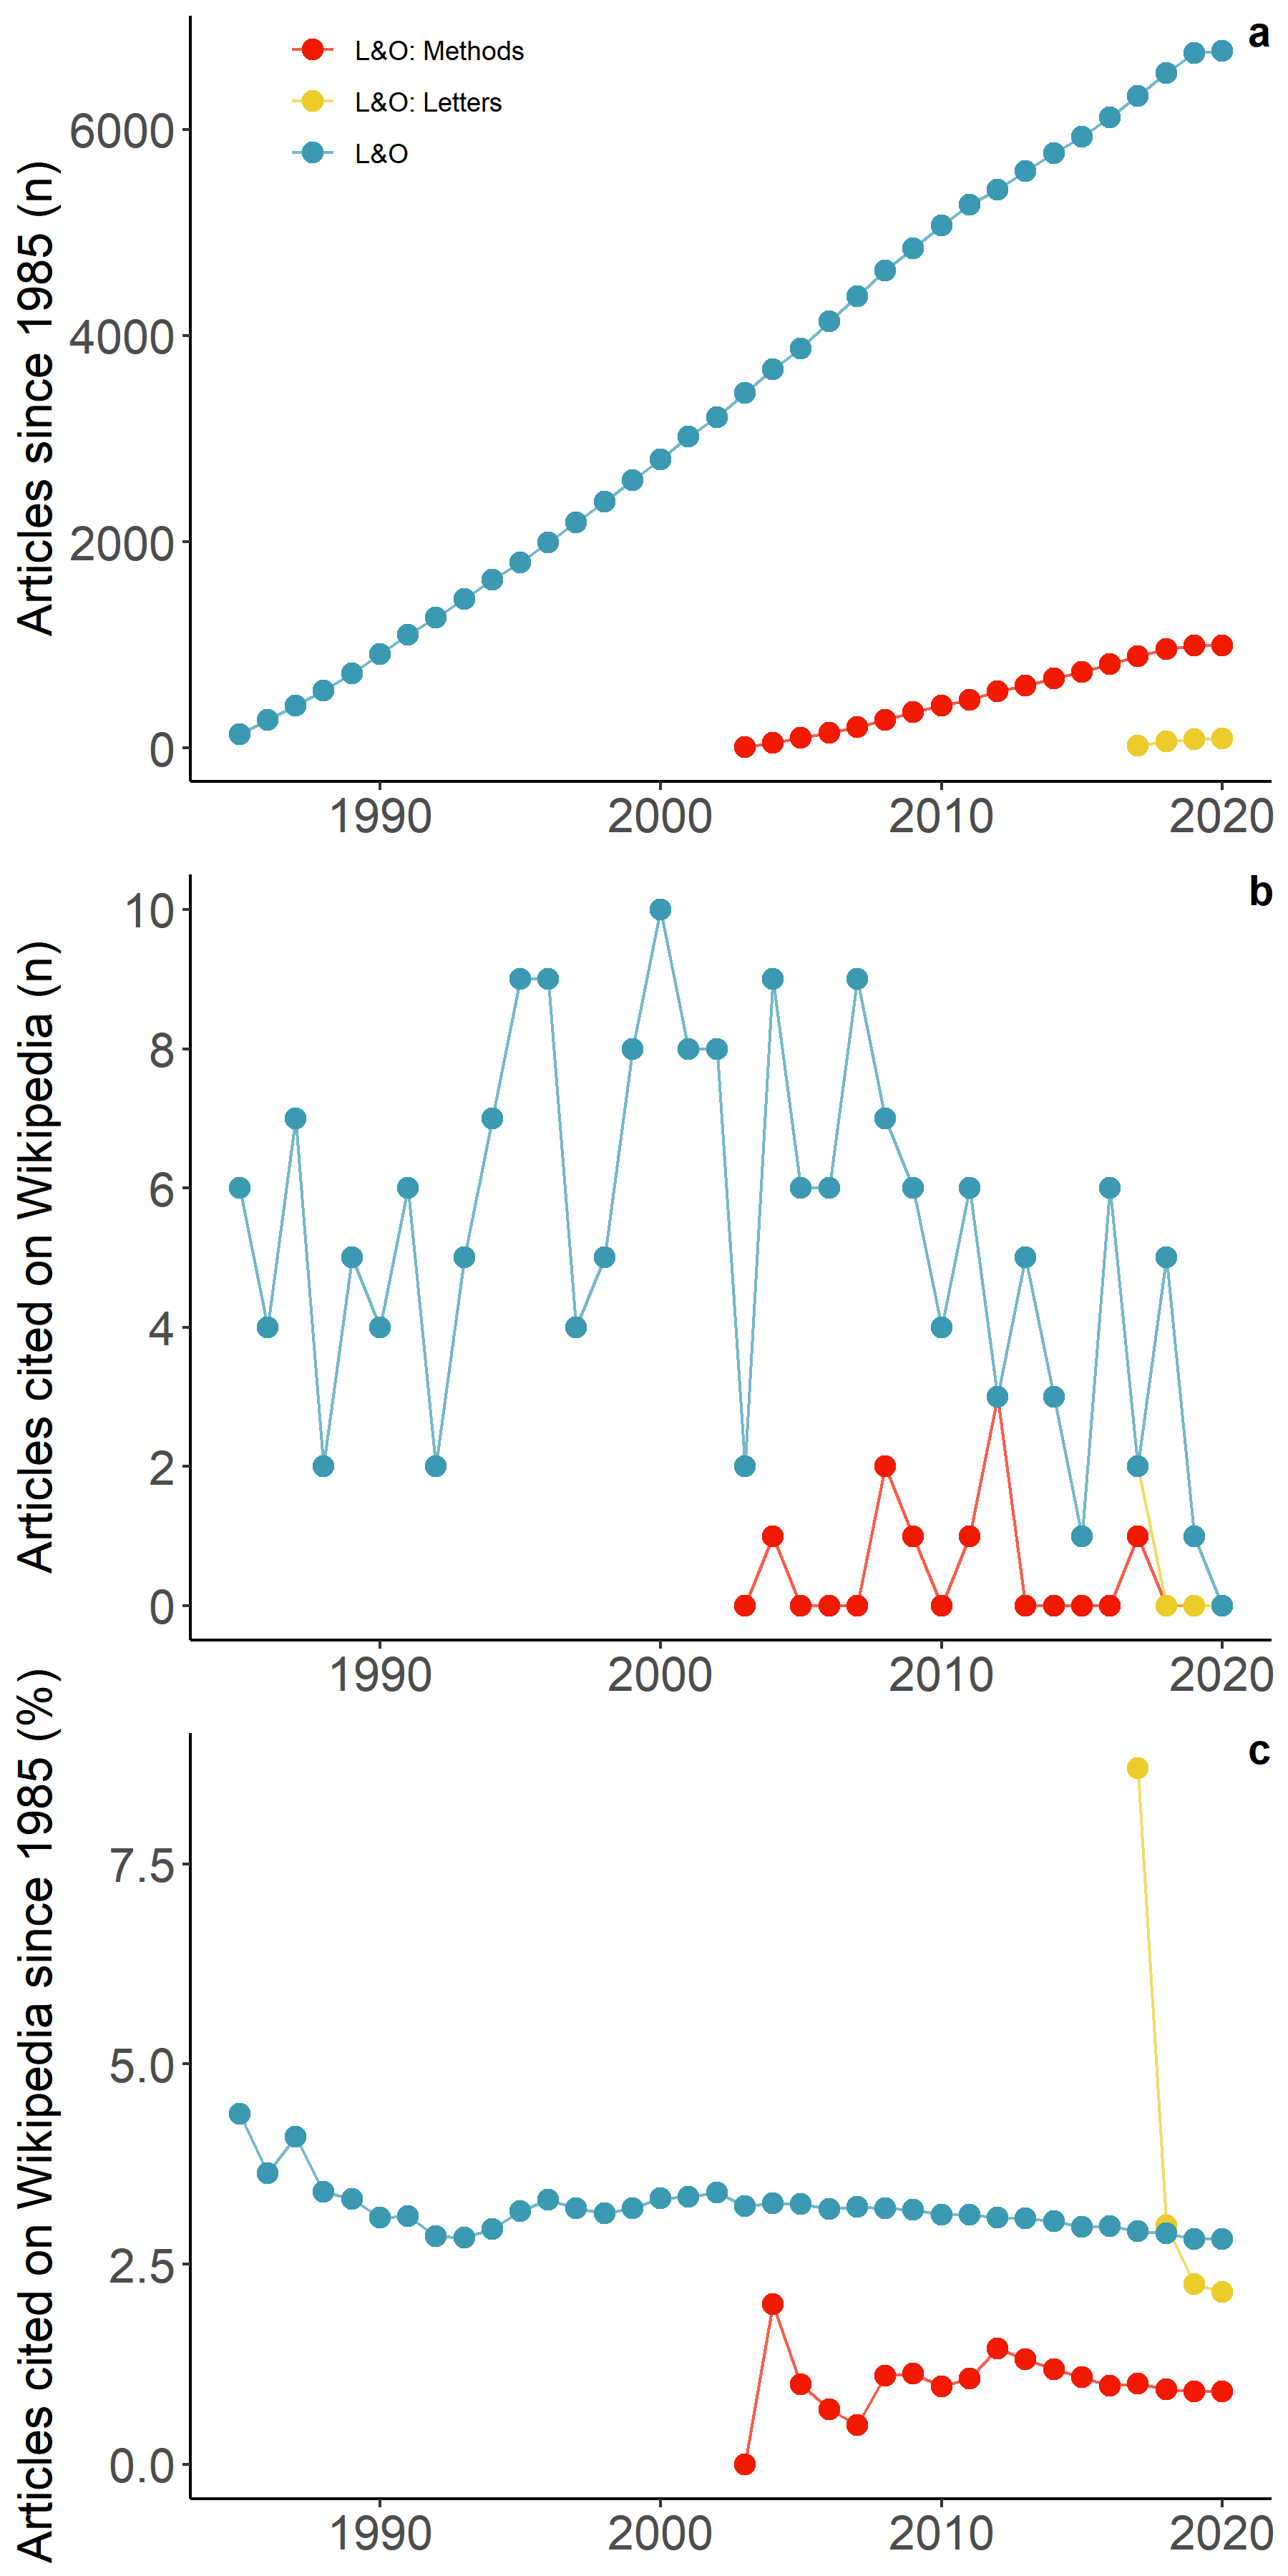 a
L&O: Methods
L&O: Letters
L&O
Articles since 1985 (n)
6000
4000
2000
0
1990 2000 2010 2020
b
Articles cited on Wikipedia (n)
10
8
6
4
2
0
1990 2000 2010 2020
c
Articles cited on Wikipedia since 1985 (%)
7.5
5.0
2.5
0.0
1990 2000 2010 2020